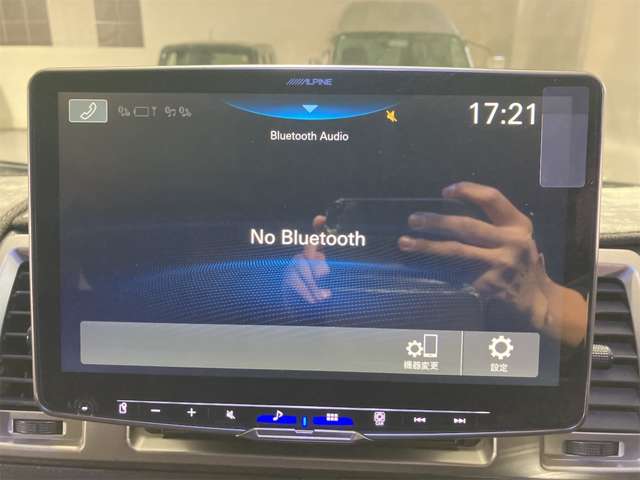 ALPINE
17:21
Bluetooth Audio
No Bluetooth
機器変更
設定